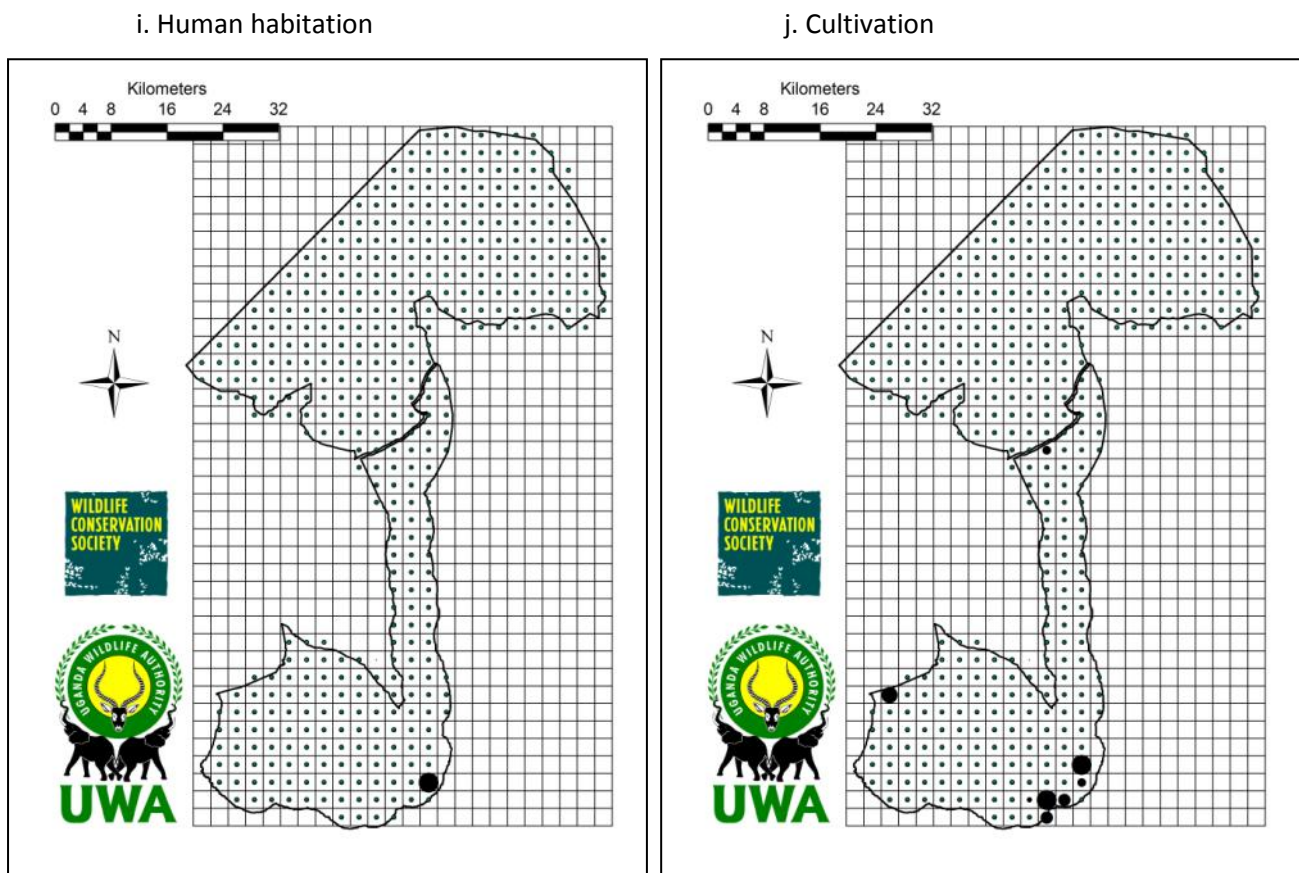 i. Human habitation
j. Cultivation
Kilometers
0 4 8 16 24 32
N
WILDLIFE
CONSERVATION
SOCIETY
UGANDA WILDLIFE AUTHORITY
UWA
Kilometers
0 4 8 16 24 32
N
WILDLIFE
CONSERVATION
SOCIETY
UGANDA WILDLIFE AUTHORITY
UWA